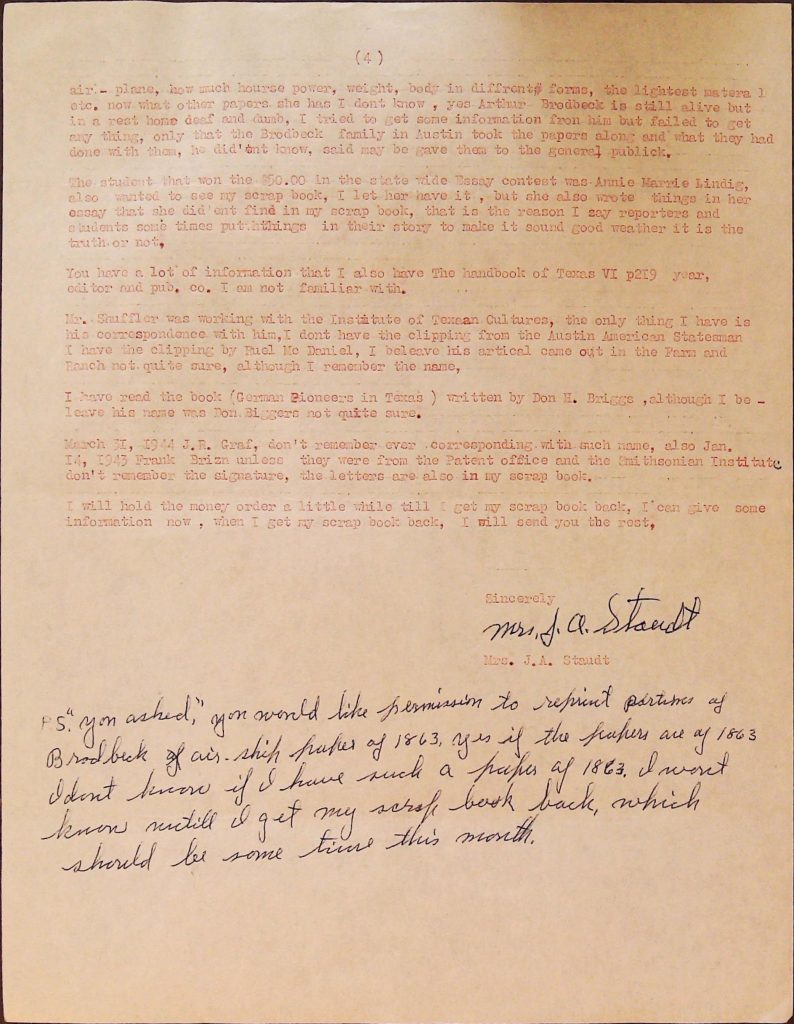 (4)
air - plane, how much hourse power, weight, body in diffrent forms, the lightest matera l
etc. now what other papers she has I dont know , yes Arthur Brodbeck is still alive but
in a rest home deaf and dumb, I tried to get some information fron him but failed to get
any thing, only that the Brodbeck family in Austin took the papers along and what they had
done with them, he did'tnt know, said may be gave them to the general publick.
The student that won the $50.00 in the state wide Essay contest was Annie Marrie Lindig,
also wanted to see my scrap book, I let her have it , but she also wrote things in her
essay that she did'ent find in my scrap book, that is the reason I say reporters and
students some times put things in their story to make it sound good weather it is the
truth or not,
You have a lot of information that I also have The handbook of Texas VI p219 year,
editor and pub. co. I am not familiar with.
Mr. Shuffler was working with the Institute of Texaan Cultures, the only thing I have is
his correspondence with him,I dont have the clipping from the Austin American Statesman
I have the clipping by Ruel Mc Daniel, I beleave his artical came out in the Farm and
Ranch not quite sure, although I remember the name,
I have read the book (German Pioneers in Texas ) written by Don H. Briggs ,although I be -
leave his name was Don Biggers not quite sure.
March 31, 1944 J.E. Graf, don't remember ever corresponding with such name, also Jan.
14, 1943 Frank Brizn unless they were from the Patent office and the Smithsonian Institute
don't remember the signature, the letters are also in my scrap book.
I will hold the money order a little while till I get my scrap book back, I can give some
information now , when I get my scrap book back, I will send you the rest,
Sincerely
Mrs. J. A. Staudt
Mrs. J.A. Staudt
PS. "you asked," you would like permission to reprint portions of
Brodbeck of air-ship paper of 1863, yes if the papers are of 1863
I dont know if I have such a paper of 1863. I wont
know untill I get my scrap book back, which
should be some time this month.